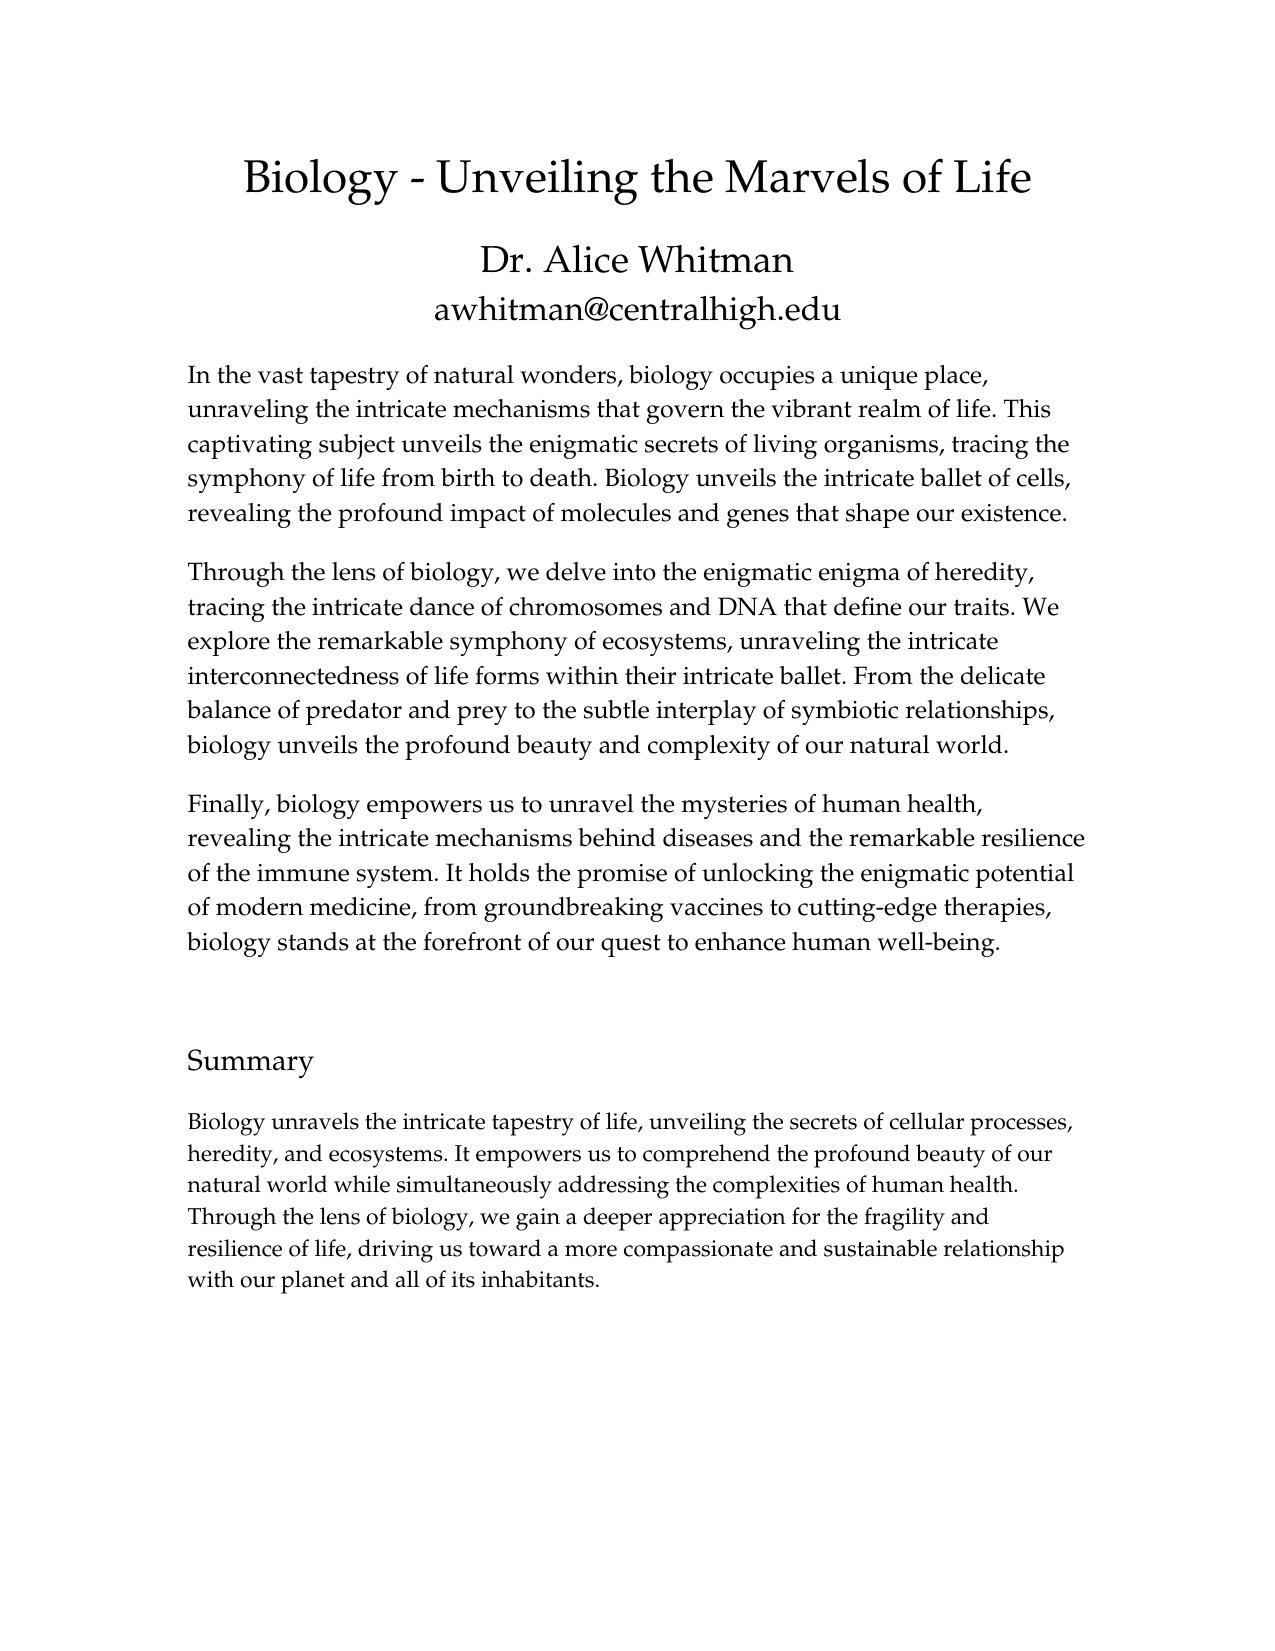 Biology - Unveiling the Marvels of Life
Dr. Alice Whitman
awhitman@centralhigh.edu
In the vast tapestry of natural wonders, biology occupies a unique place,
unraveling the intricate mechanisms that govern the vibrant realm of life. This
captivating subject unveils the enigmatic secrets of living organisms, tracing the
symphony of life from birth to death. Biology unveils the intricate ballet of cells,
revealing the profound impact of molecules and genes that shape our existence.
Through the lens of biology, we delve into the enigmatic enigma of heredity,
tracing the intricate dance of chromosomes and DNA that define our traits. We
explore the remarkable symphony of ecosystems, unraveling the intricate
interconnectedness of life forms within their intricate ballet. From the delicate
balance of predator and prey to the subtle interplay of symbiotic relationships,
biology unveils the profound beauty and complexity of our natural world.
Finally, biology empowers us to unravel the mysteries of human health,
revealing the intricate mechanisms behind diseases and the remarkable resilience
of the immune system. It holds the promise of unlocking the enigmatic potential
of modern medicine, from groundbreaking vaccines to cutting-edge therapies,
biology stands at the forefront of our quest to enhance human well-being.
Summary
Biology unravels the intricate tapestry of life, unveiling the secrets of cellular processes,
heredity, and ecosystems. It empowers us to comprehend the profound beauty of our
natural world while simultaneously addressing the complexities of human health.
Through the lens of biology, we gain a deeper appreciation for the fragility and
resilience of life, driving us toward a more compassionate and sustainable relationship
with our planet and all of its inhabitants.